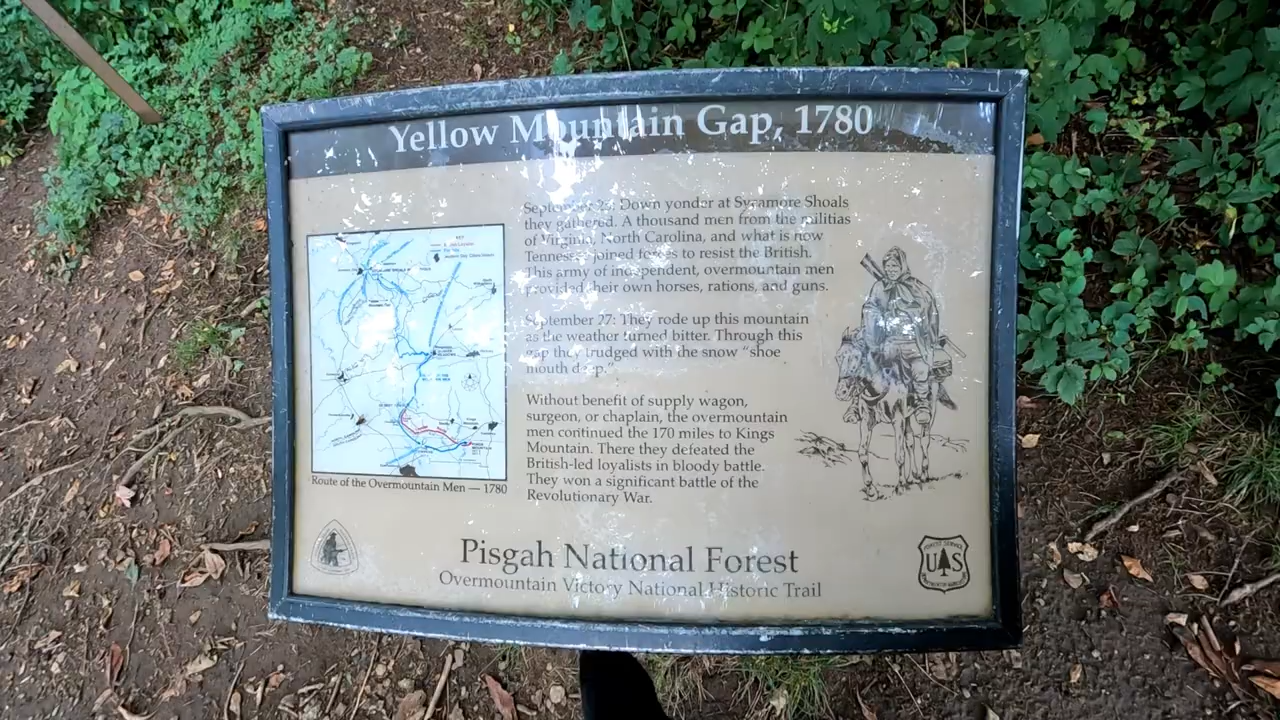 Yellow Mountain Gap, 1780
September : Down yonder at Sycamore Shoals
they gathered. A thousand men from the militias
of Virginia, North Carolina, and what is now
Tennessee joined forces to resist the British.
This army of independent, overmountain men
provided their own horses, rations, and guns.
September 27: They rode up this mountain
as the weather turned bitter. Through this
gap they trudged with the snow “shoe
mouth deep.”
Without benefit of supply wagon,
surgeon, or chaplain, the overmountain
men continued the 170 miles to Kings
Mountain. There they defeated the
British-led loyalists in bloody battle.
They won a significant battle of the
Revolutionary War.
Route of the Overmountain Men — 1780
Pisgah National Forest
Overmountain Victory National Historic Trail
FOREST SERVICE
U S
DEPARTMENT OF AGRICULTURE